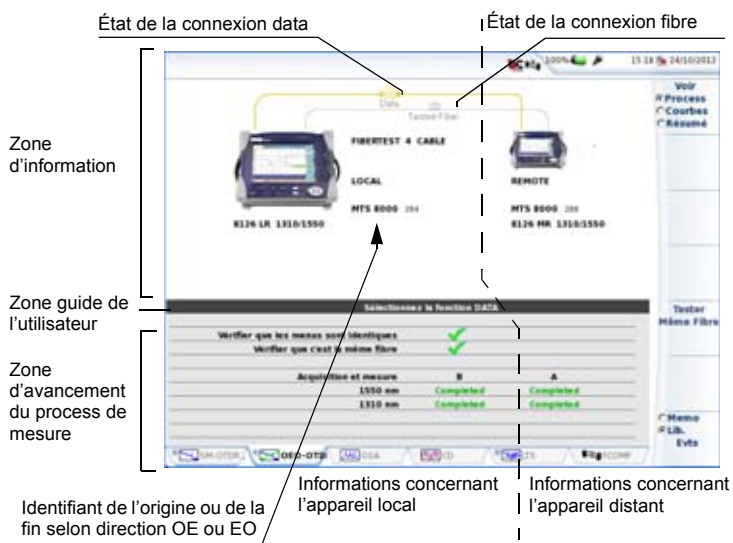 État de la connexion data
État de la connexion fibre
100%
15:18 24/10/2012
Voir
Process
Courbes
Résumé
Data
Tested Fiber
FIBERTEST 4 CABLE
Zone
d'information
LOCAL
REMOTE
MTS 8000
MTS 8000
8126 LR 1310/1550
8126 MR 1310/1550
Zone guide de
l'utilisateur
Sélectionnez la fonction DATA
Tester
Même Fibre
Vérifier que les menus sont identiques
Vérifier que c'est la même fibre
Zone
d'avancement
du process de
mesure
Acquisition et mesure B A
1550 nm Completed Completed
1310 nm Completed Completed
Memo
Lib.
Evts
SM-OTDR
OEO-OTDR
OSA
CD
LTS
FCOMP
Informations concernant
l'appareil local
Informations concernant
l'appareil distant
Identifiant de l'origine ou de la
fin selon direction OE ou EO